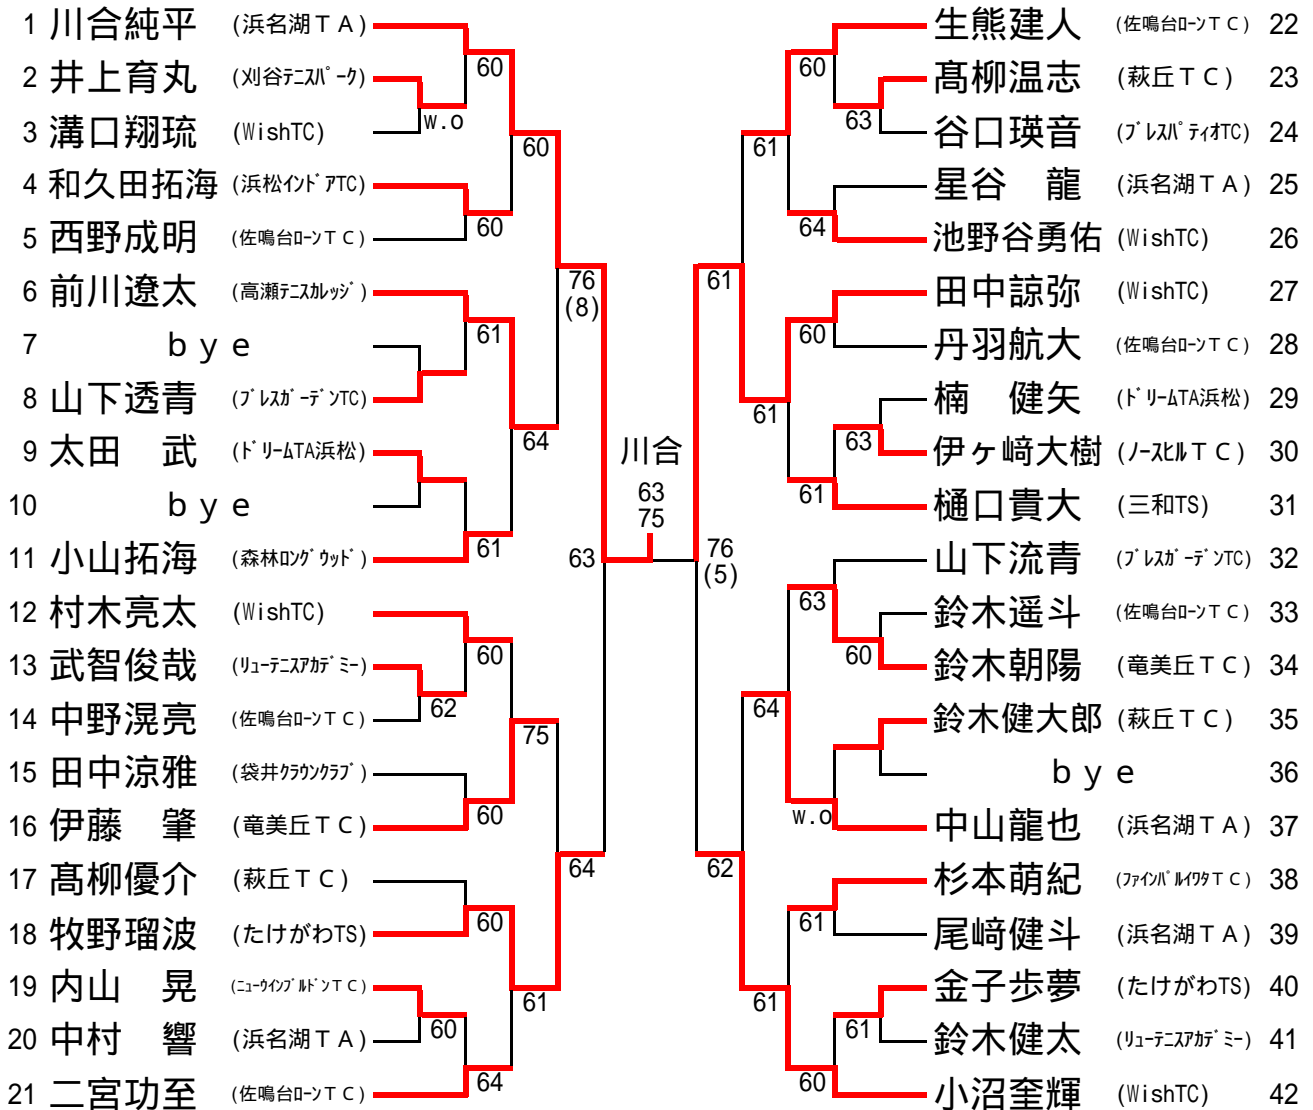 1 川合純平 (浜名湖ＴＡ)
2 井上育丸 (刈谷ﾃﾆｽﾊﾟｰｸ)
3 溝口翔琉 (WishTC)
4 和久田拓海 (浜松ｲﾝﾄﾞｱTC)
5 西野成明 (佐鳴台ﾛｰﾝＴＣ)
6 前川遼太 (高瀬ﾃﾆｽｶﾚｯｼﾞ)
7 ｂｙｅ
8 山下透青 (ﾌﾞﾚｽｶﾞｰﾃﾞﾝTC)
9 太田　武 (ﾄﾞﾘｰﾑTA浜松)
10 ｂｙｅ
11 小山拓海 (森林ﾛﾝｸﾞｳｯﾄﾞ)
12 村木亮太 (WishTC)
13 武智俊哉 (ﾘｭｰﾃﾆｽｱｶﾃﾞﾐｰ)
14 中野滉亮 (佐鳴台ﾛｰﾝＴＣ)
15 田中涼雅 (袋井ｸﾗｳﾝｸﾗﾌﾞ)
16 伊藤　肇 (竜美丘ＴＣ)
17 髙柳優介 (萩丘ＴＣ)
18 牧野瑠波 (たけがわTS)
19 内山　晃 (ﾆｭｰｳｲﾝﾌﾞﾙﾄﾞﾝＴＣ)
20 中村　響 (浜名湖ＴＡ)
21 二宮功至 (佐鳴台ﾛｰﾝＴＣ)
60
w.o
60
60
61
61
60
62
60
60
60
64
60
64
75
61
76
(8)
64
63
川合
63
75
76
(5)
61
62
61
61
64
61
60
63
64
60
63
61
63
60
w.o
61
61
60
生熊建人 (佐鳴台ﾛｰﾝＴＣ) 22
髙柳温志 (萩丘ＴＣ) 23
谷口瑛音 (ﾌﾞﾚｽﾊﾟﾃｨｵTC) 24
星谷　龍 (浜名湖ＴＡ) 25
池野谷勇佑 (WishTC) 26
田中諒弥 (WishTC) 27
丹羽航大 (佐鳴台ﾛｰﾝＴＣ) 28
楠　健矢 (ﾄﾞﾘｰﾑTA浜松) 29
伊ヶ﨑大樹 (ﾉｰｽﾋﾙＴＣ) 30
樋口貴大 (三和TS) 31
山下流青 (ﾌﾞﾚｽｶﾞｰﾃﾞﾝTC) 32
鈴木遥斗 (佐鳴台ﾛｰﾝＴＣ) 33
鈴木朝陽 (竜美丘ＴＣ) 34
鈴木健大郎 (萩丘ＴＣ) 35
ｂｙｅ 36
中山龍也 (浜名湖ＴＡ) 37
杉本萌紀 (ﾌｧｲﾝﾊﾞﾙｲﾜﾀＴＣ) 38
尾﨑健斗 (浜名湖ＴＡ) 39
金子歩夢 (たけがわTS) 40
鈴木健太 (ﾘｭｰﾃﾆｽｱｶﾃﾞﾐｰ) 41
小沼奎輝 (WishTC) 42